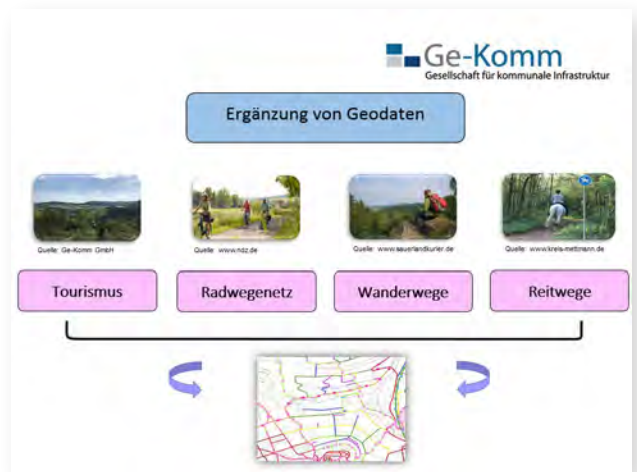 Ge-Komm
Gesellschaft für kommunale Infrastruktur
Ergänzung von Geodaten
Quelle: Ge-Komm GmbH
Quelle: www.ndz.de
Quelle: www.sauerlandkurier.de
Quelle: www.kreis-mettmann.de
Tourismus
Radwegenetz
Wanderwege
Reitwege